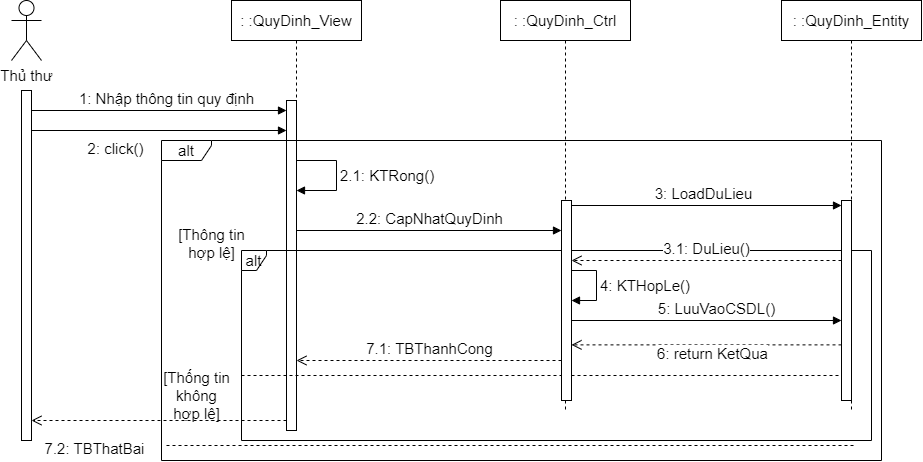 : :QuyDinh_View
: :QuyDinh_Ctrl
: :QuyDinh_Entity
Thủ thư
1: Nhập thông tin quy định
2: click()
alt
2.1: KTRong()
3: LoadDuLieu
2.2: CapNhatQuyDinh
[Thông tin
hợp lệ]
alt
3.1: DuLieu()
4: KTHopLe()
5: LuuVaoCSDL()
7.1: TBThanhCong
6: return KetQua
[Thống tin
không
hợp lệ]
7.2: TBThatBai